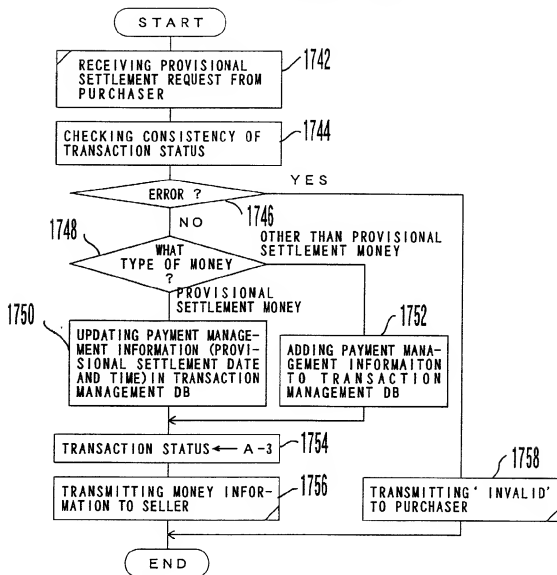 START
RECEIVING PROVISIONAL
SETTLEMENT REQUEST FROM
PURCHASER
1742
CHECKING CONSISTENCY OF
TRANSACTION STATUS
1744
ERROR ?
YES
1746
NO
1748
WHAT
TYPE OF MONEY
?
OTHER THAN PROVISIONAL
SETTLEMENT MONEY
PROVISIONAL
SETTLEMENT MONEY
1750
UPDATING PAYMENT MANAGE-
MENT INFORMATION (PROVI-
SIONAL SETTLEMENT DATE
AND TIME) IN TRANSACTION
MANAGEMENT DB
1752
ADDING PAYMENT MANA-
GEMENT INFORMAITON
TO TRANSACTION
MANAGEMENT DB
TRANSACTION STATUS ← A-3
1754
TRANSMITTING MONEY INFOR-
MATION TO SELLER
1756
1758
TRANSMITTING' INVALID'
TO PURCHASER
END